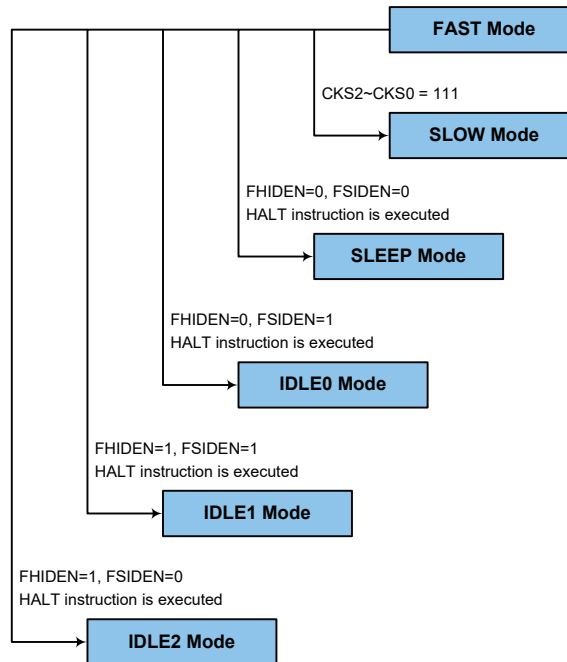 FAST Mode
CKS2~CKS0 = 111
SLOW Mode
FHIDEN=0, FSIDEN=0
HALT instruction is executed
SLEEP Mode
FHIDEN=0, FSIDEN=1
HALT instruction is executed
IDLE0 Mode
FHIDEN=1, FSIDEN=1
HALT instruction is executed
IDLE1 Mode
FHIDEN=1, FSIDEN=0
HALT instruction is executed
IDLE2 Mode